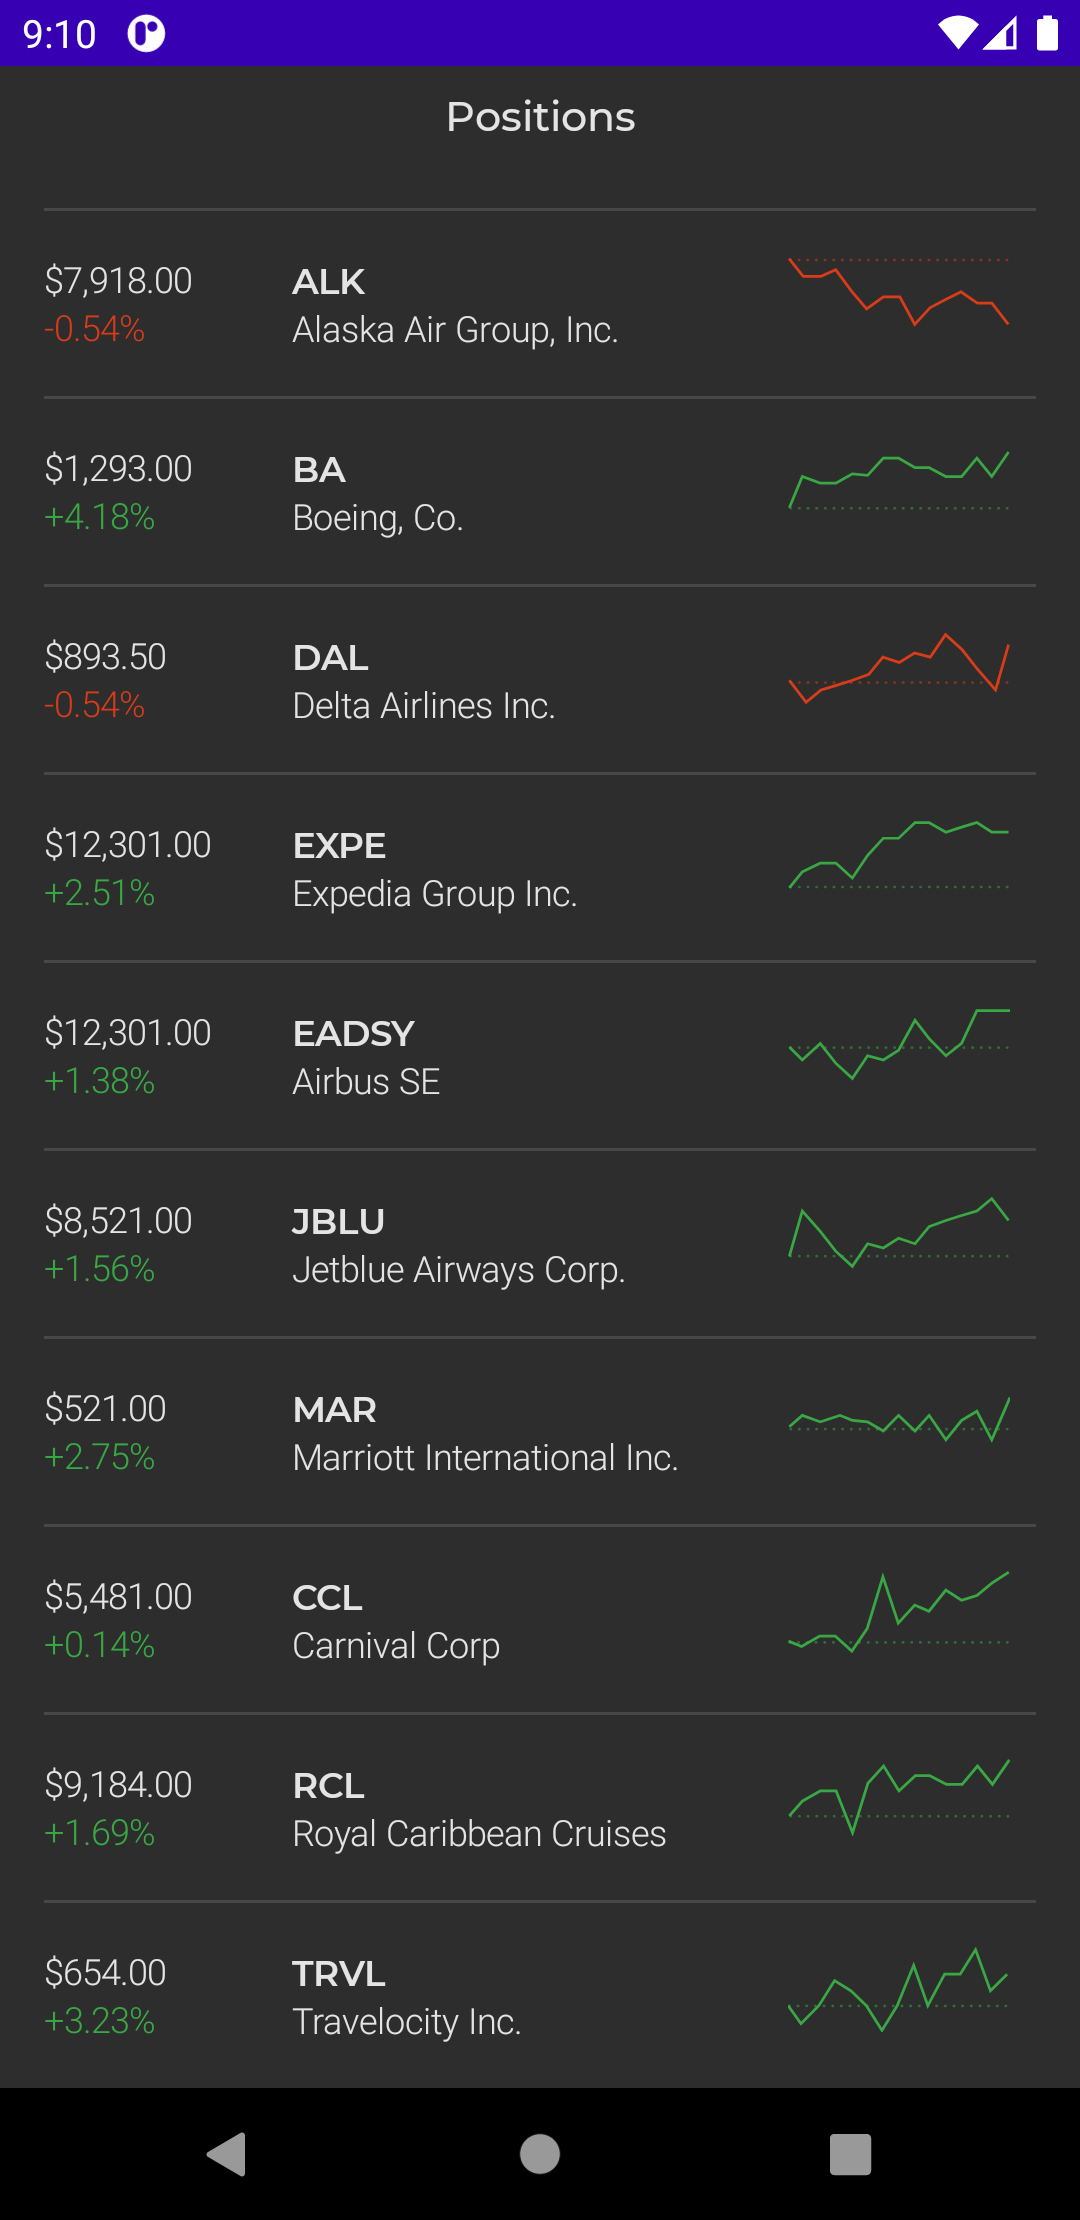 9:10
Positions
$7,918.00
-0.54%
ALK
Alaska Air Group, Inc.
$1,293.00
+4.18%
BA
Boeing, Co.
$893.50
-0.54%
DAL
Delta Airlines Inc.
$12,301.00
+2.51%
EXPE
Expedia Group Inc.
$12,301.00
+1.38%
EADSY
Airbus SE
$8,521.00
+1.56%
JBLU
Jetblue Airways Corp.
$521.00
+2.75%
MAR
Marriott International Inc.
$5,481.00
+0.14%
CCL
Carnival Corp
$9,184.00
+1.69%
RCL
Royal Caribbean Cruises
$654.00
+3.23%
TRVL
Travelocity Inc.